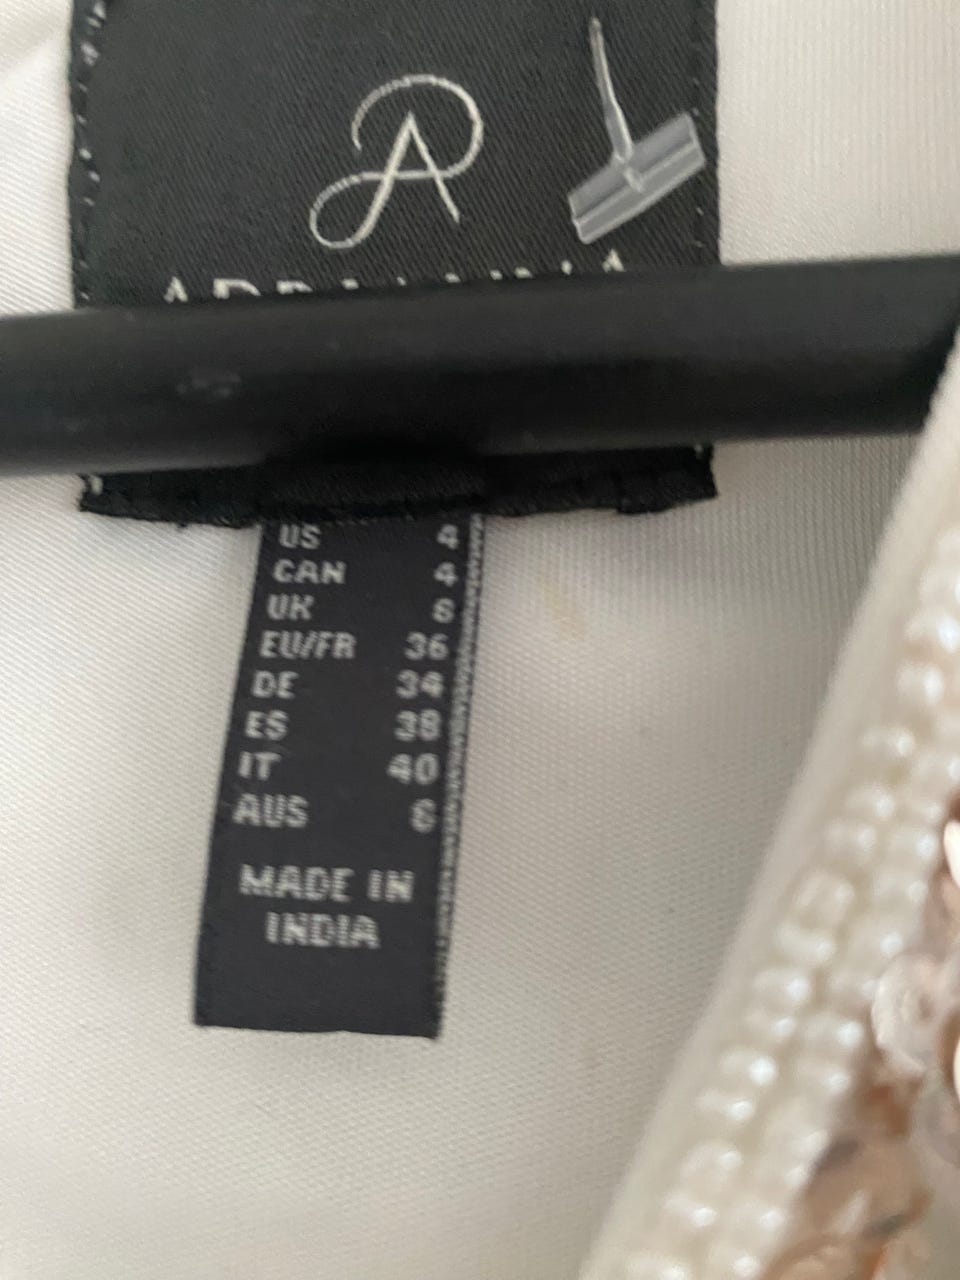 US 4
CAN 4
UK 8
EU/FR 36
DE 34
ES 38
IT 40
AUS
MADE IN
INDIA